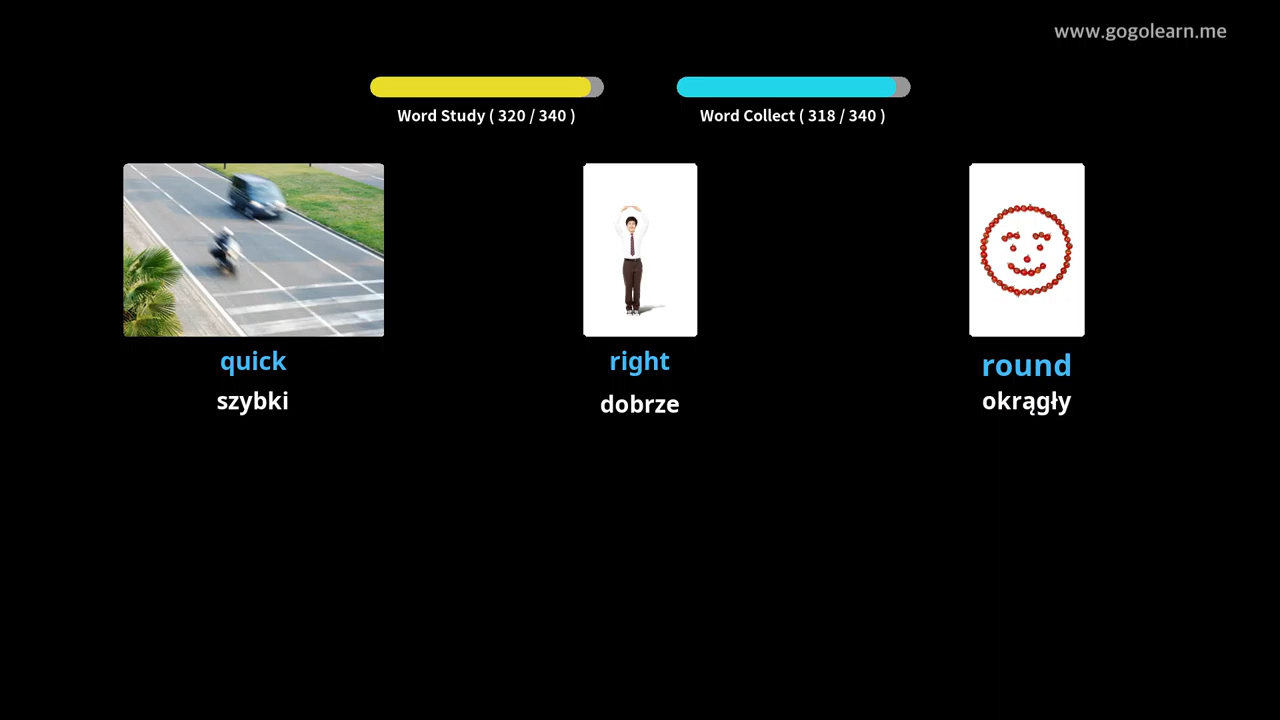 www.gogolearn.me
Word Study ( 320 / 340 )
Word Collect ( 318 / 340 )
quick
right
round
szybki
dobrze
okrągły